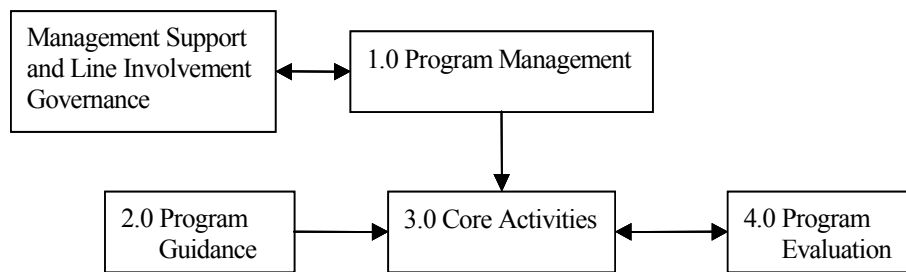 Management Support
and Line Involvement
Governance
1.0 Program Management
2.0 Program
Guidance
3.0 Core Activities
4.0 Program
Evaluation